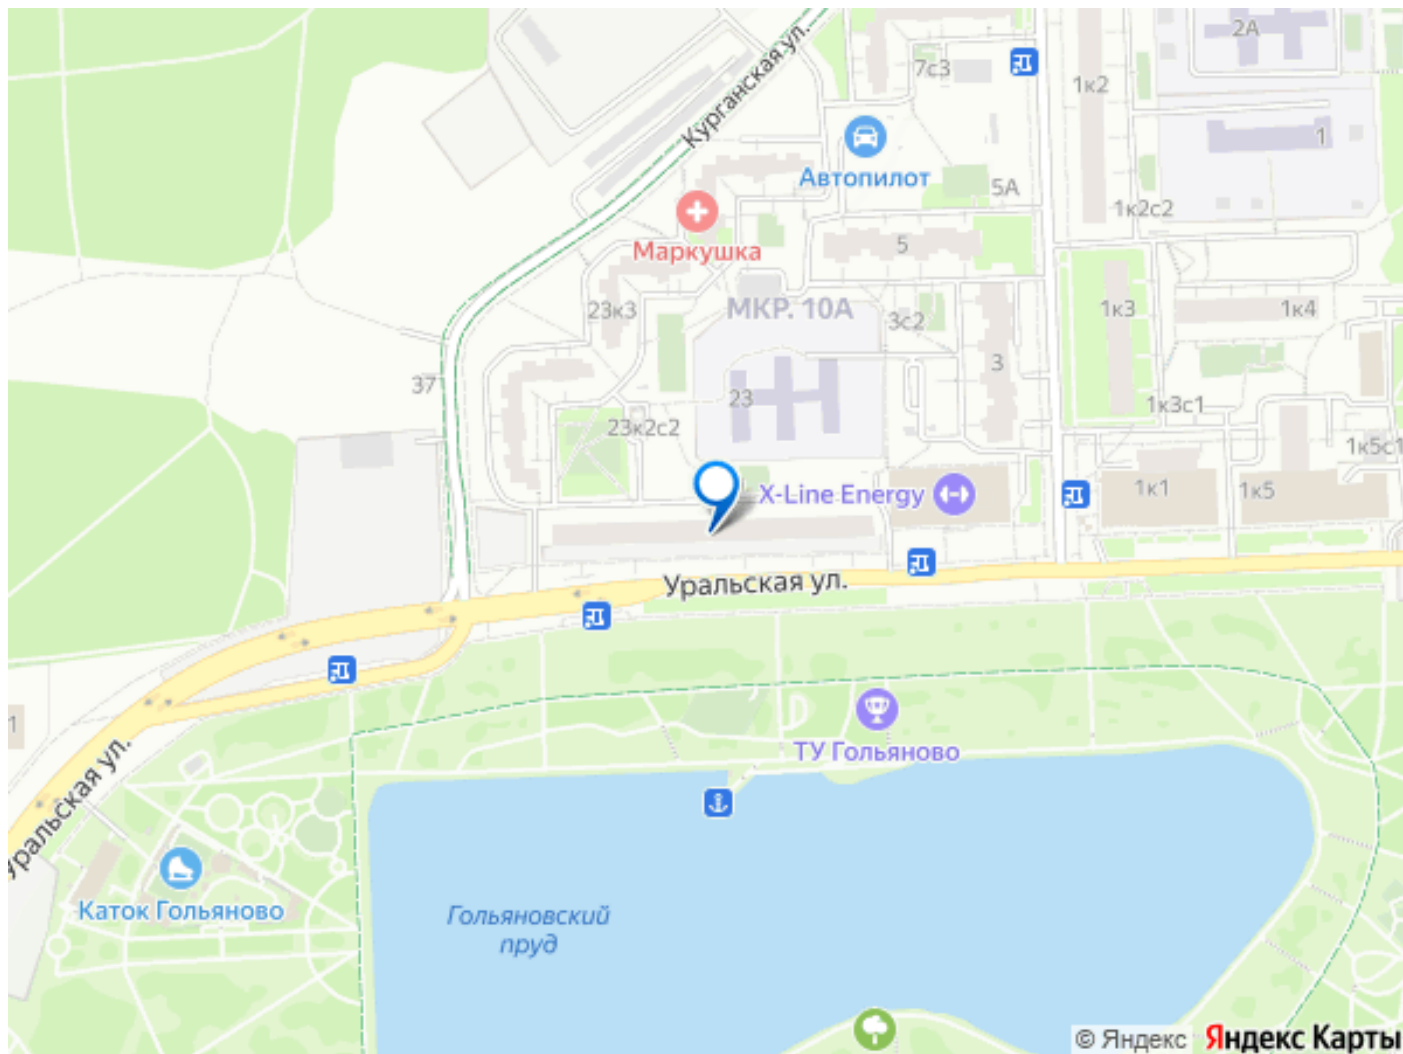 2А
7с3
1к2
Курганская ул.
1
Автопилот
5А
1к2с2
Маркушка
5
23к3
МКР. 10А
3с2
1к3
1к4
3
37
23
1к3с1
23к2с2
1к5с1
X-Line Energy
1к1
1к5
Уральская ул.
1
ТУ Гольяново
Уральская ул.
Каток Гольяново
Гольяновский
пруд
© Яндекс Яндекс Карты